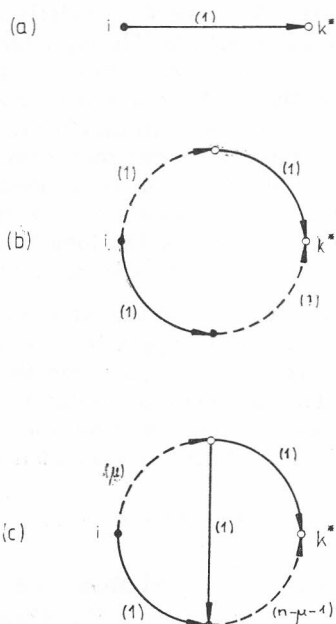 (1)
(a) i k*
(1) (1)
(b) i k*
(1) (1)
(μ) (1)
(c) i (1) k*
(1) (n-μ-1)